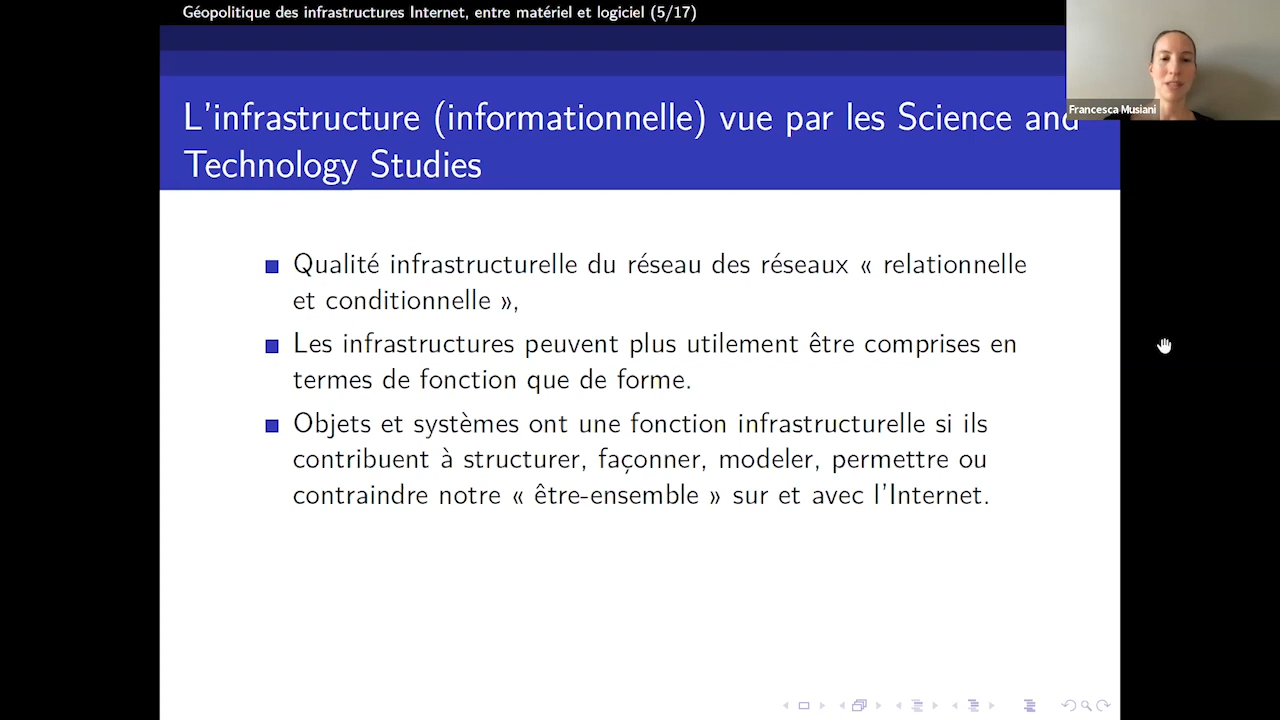 Géopolitique des infrastructures Internet, entre matériel et logiciel (5/17)
Francesca Musiani
L'infrastructure (informationnelle) vue par les Science and
Technology Studies
Qualité infrastructurelle du réseau des réseaux « relationnelle
et conditionnelle »,
Les infrastructures peuvent plus utilement être comprises en
termes de fonction que de forme.
Objets et systèmes ont une fonction infrastructurelle si ils
contribuent à structurer, façonner, modeler, permettre ou
contraindre notre « être-ensemble » sur et avec l'Internet.